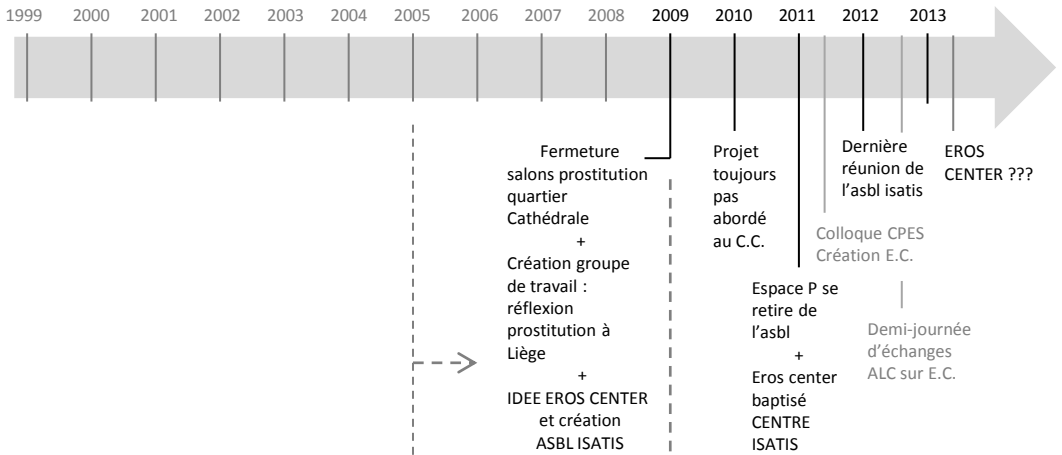 1999 2000 2001 2002 2003 2004 2005 2006 2007 2008 2009 2010 2011 2012 2013
Fermeture
salons prostitution
quartier
Cathédrale
+
Création groupe
de travail :
réflexion
prostitution à
Liège
+
IDEE EROS CENTER
et création
ASBL ISATIS
Projet
toujours
pas
abordé
au C.C.
Espace P se
retire de
l’asbl
+
Eros center
baptisé
CENTRE
ISATIS
Colloque CPES
Création E.C.
Dernière
réunion de
l’asbl isatis
Demi-journée
d’échanges
ALC sur E.C.
EROS
CENTER ???